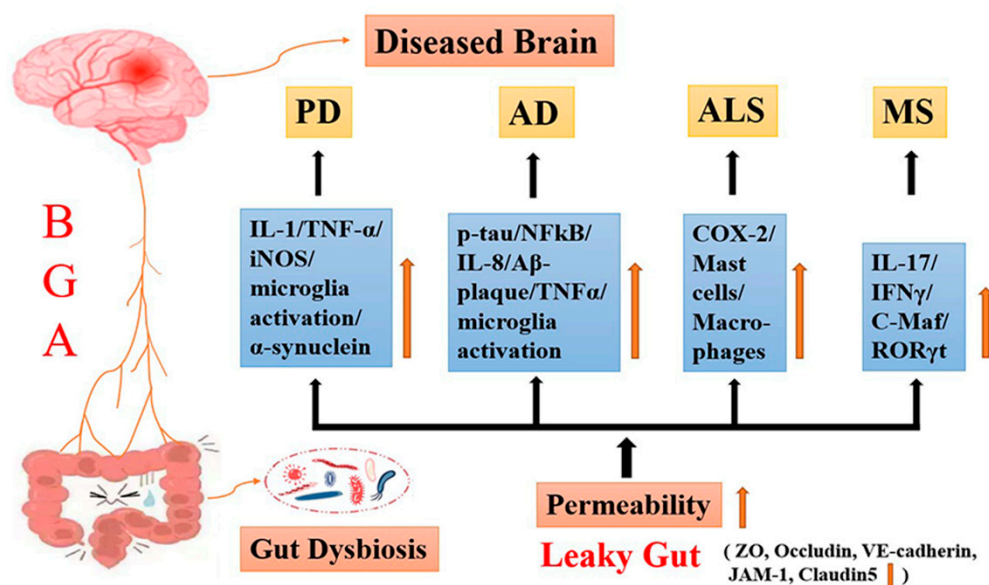 Diseased Brain
PD
AD
ALS
MS
B
G
A
IL-1/TNF-α/
iNOS/
microglia
activation/
α-synuclein
p-tau/NFkB/
IL-8/Aβ-
plaque/TNFα/
microglia
activation
COX-2/
Mast
cells/
Macro-
phages
IL-17/
IFNγ/
C-Maf/
RORγt
Gut Dysbiosis
Permeability
Leaky Gut
( ZO, Occludin, VE-cadherin,
JAM-1, Claudin5 )